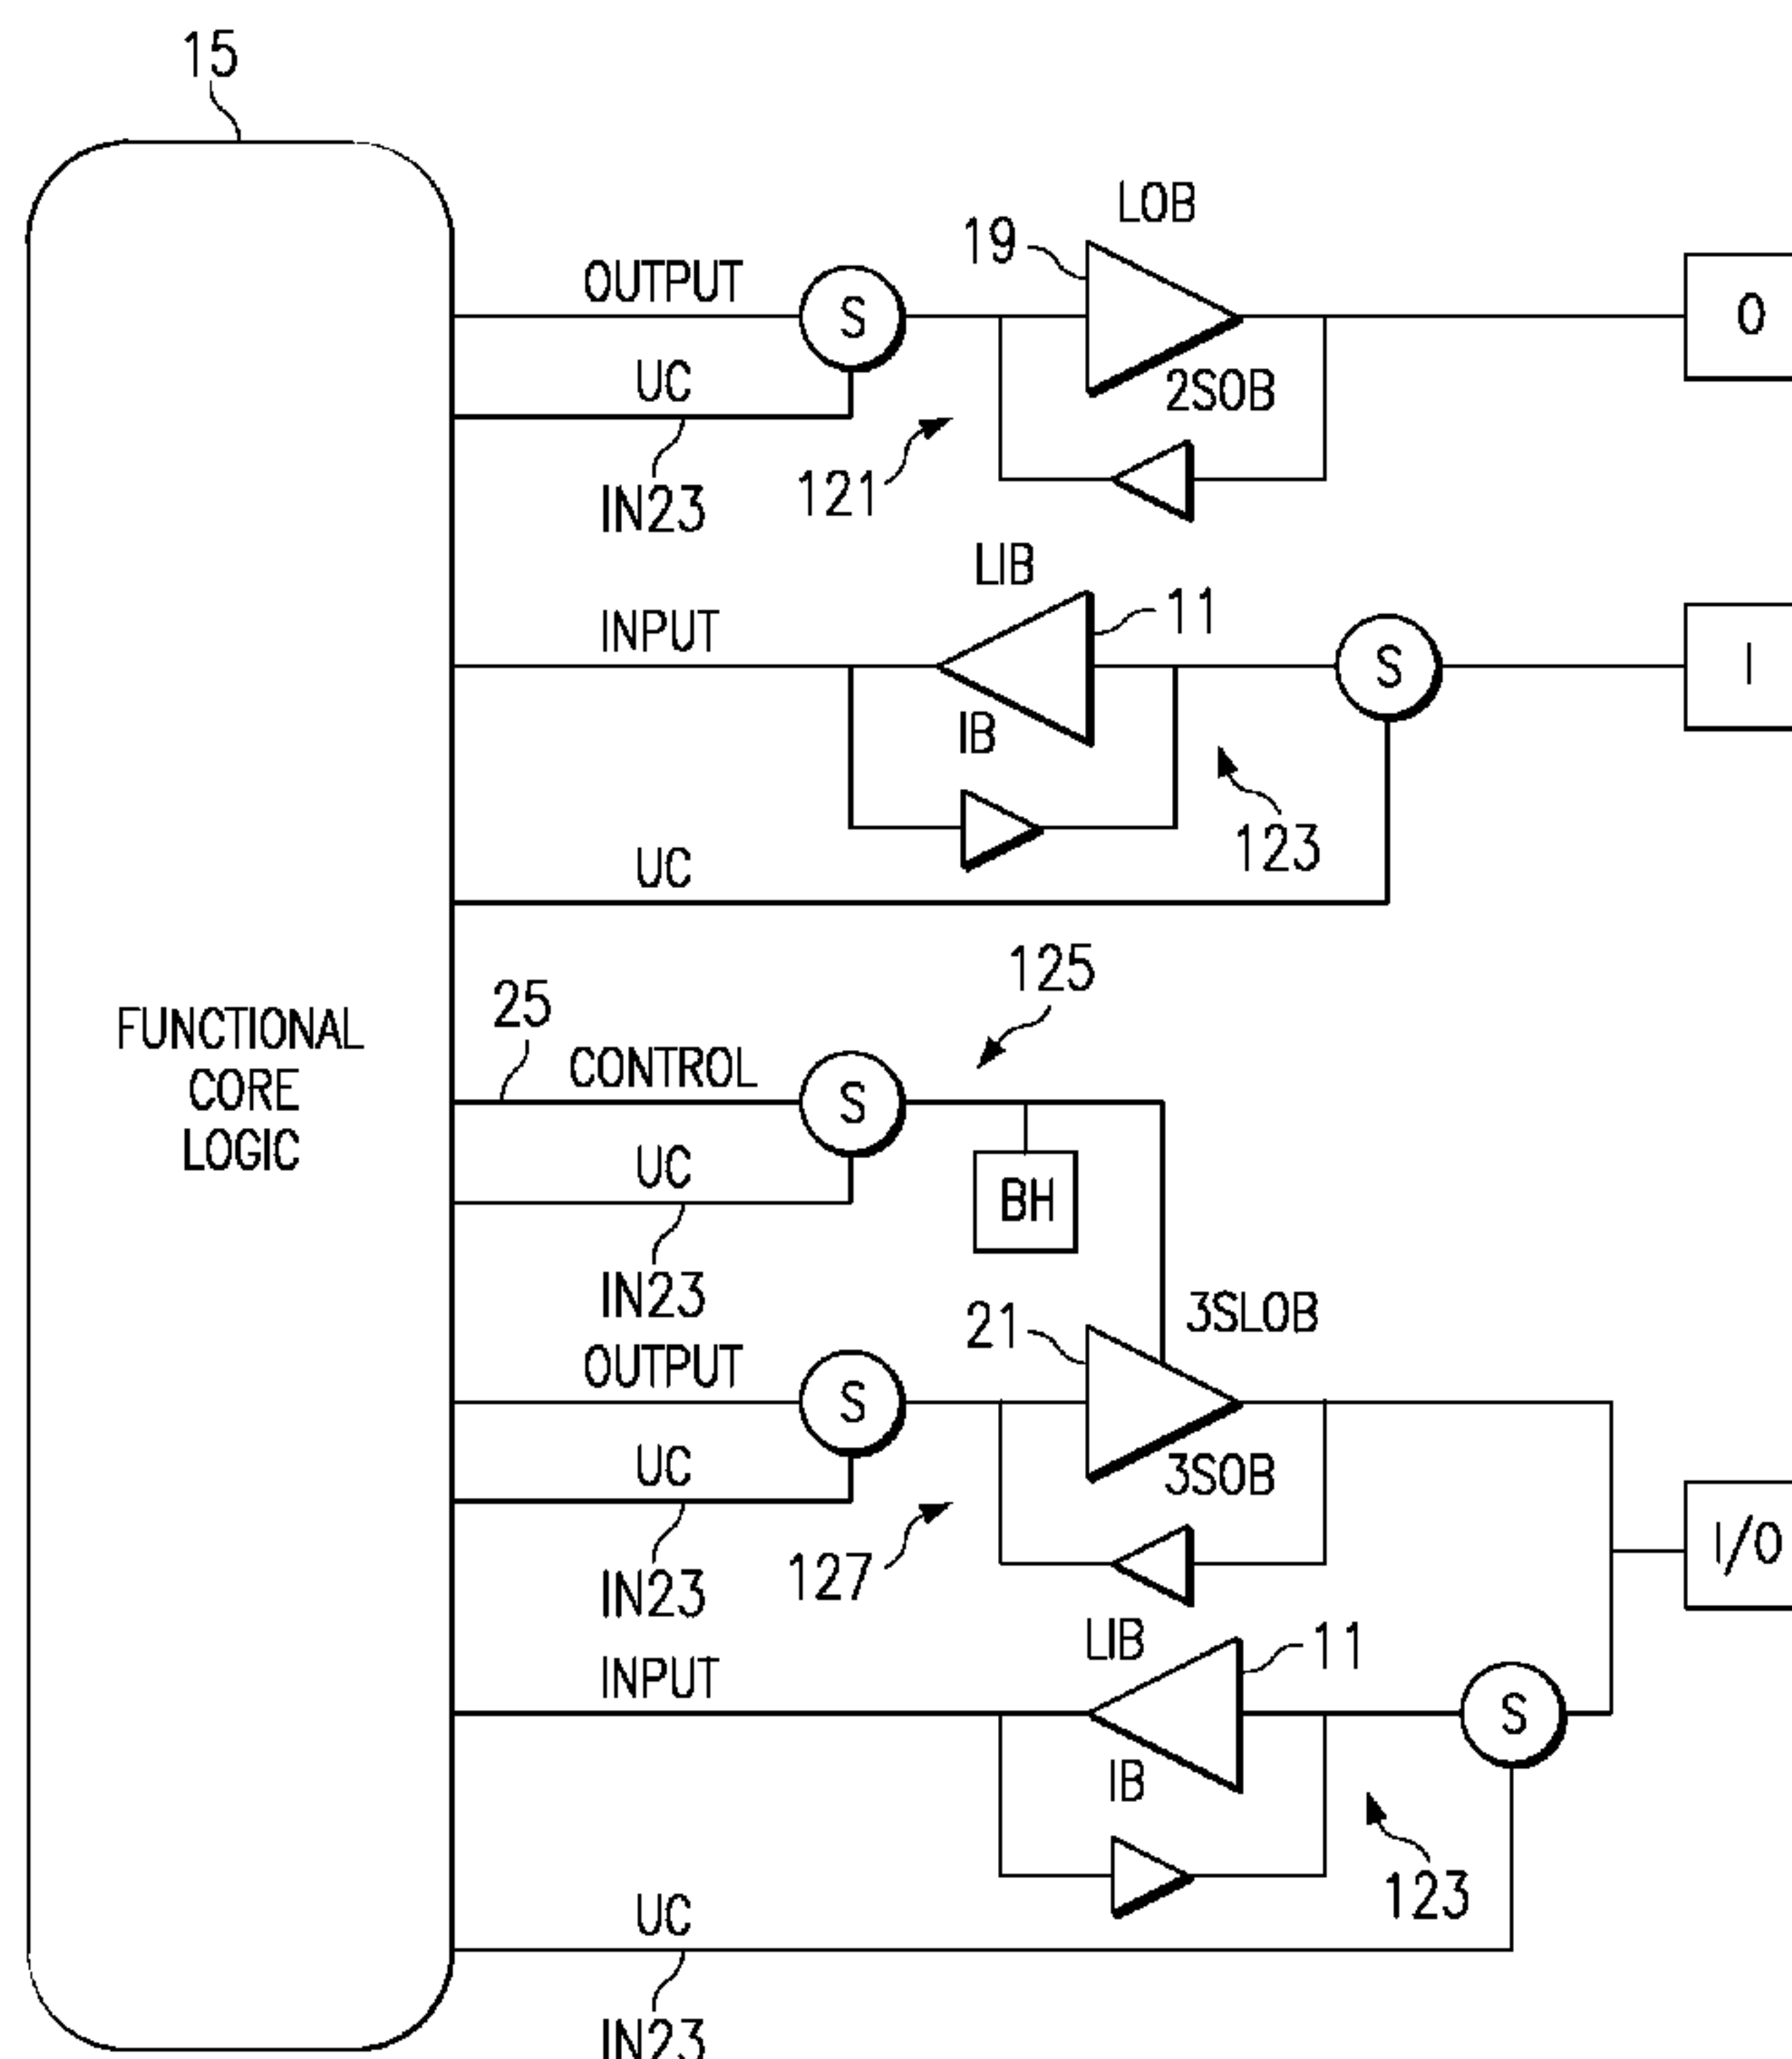 15
LOB
19
OUTPUT
S
O
UC
2SOB
121
IN23
LIB
11
INPUT
S
I
IB
123
UC
125
25
FUNCTIONAL
CORE
LOGIC
CONTROL
S
UC
BH
IN23
3SLOB
21
OUTPUT
S
UC
3SOB
127
IN23
I/O
LIB
11
INPUT
S
IB
123
UC
IN23